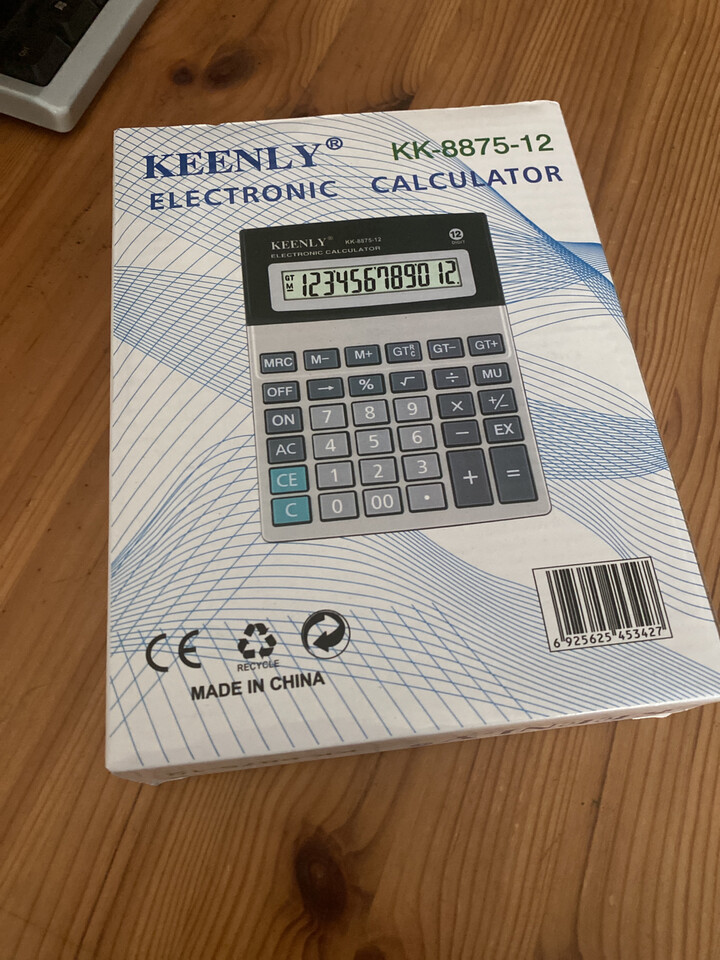 KEENLY® KK-8875-12
ELECTRONIC CALCULATOR
KEENLY® KK-8875-12 12
ELECTRONIC CALCULATOR DIGIT
GT
M 123456789012.
MRC M– M+ GT R C GT– GT+
OFF → % √ ÷ MU
ON 7 8 9 × +/–
AC 4 5 6 – EX
CE 1 2 3 + =
C 0 00 .
CE
RECYCLE
MADE IN CHINA
6 925625 453427